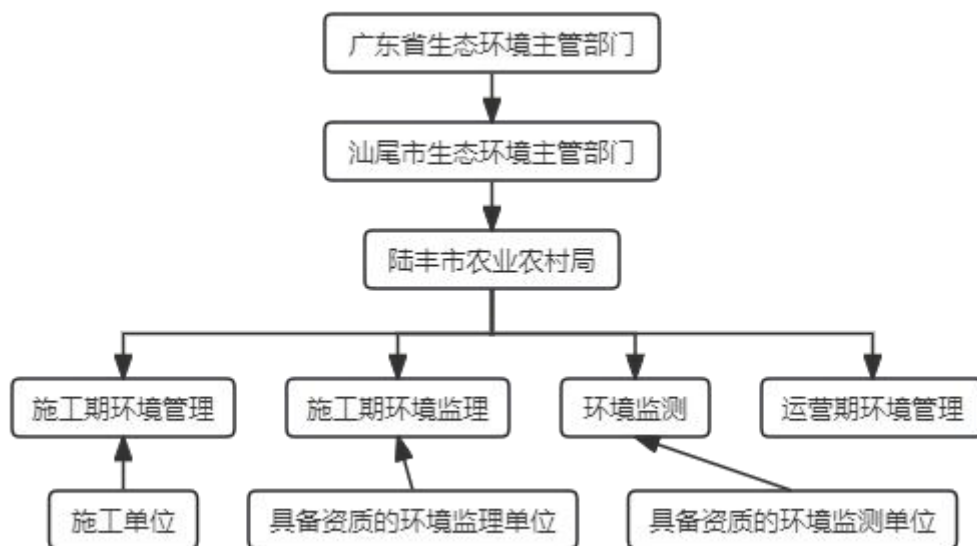 广东省生态环境主管部门
汕尾市生态环境主管部门
陆丰市农业农村局
施工期环境管理
施工期环境监理
环境监测
运营期环境管理
施工单位
具备资质的环境监理单位
具备资质的环境监测单位